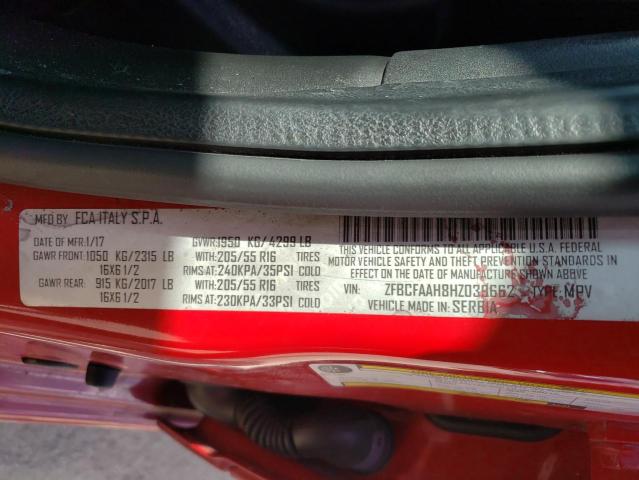 MFD BY FCA ITALY S.P.A.
DATE OF MFR.1/17 GVWR:1950 KG/4299 LB
GAWR FRONT:1050 KG/2315 LB WITH:205/55 R16 TIRES
16X6 1/2 RIMS AT:240KPA/35PSI
GAWR REAR: 915 KG/2017 LB WITH:205/55 R16 TIRES
16X6 1/2 RIMS AT:230KPA/33PSI
THIS VEHICLE CONFORMS TO ALL APPLICABLE U.S.A. FEDERAL
MOTOR VEHICLE SAFETY, BUMPER, AND THEFT PREVENTION STANDARDS
IN EFFECT ON THE DATE OF MANUFACTURE SHOWN ABOVE.
VIN: TYPE:MPV
VEHICLE MADE IN SERBIA